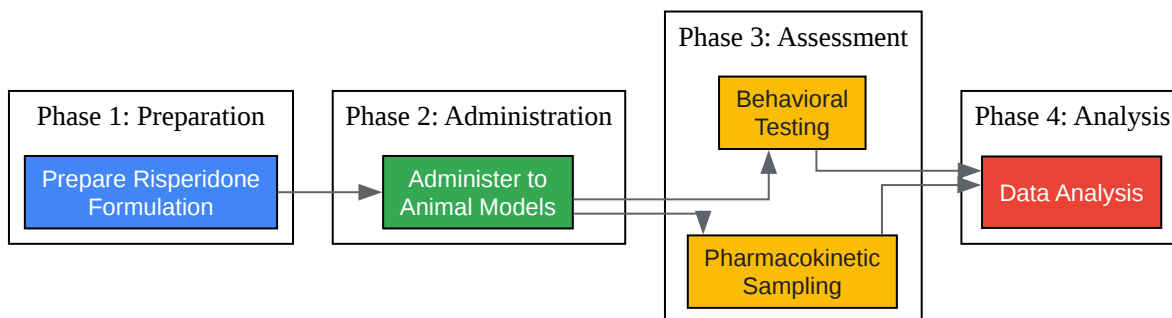 Phase 1: Preparation
Prepare Risperidone
Formulation
Phase 2: Administration
Administer to
Animal Models
Phase 3: Assessment
Behavioral
Testing
Pharmacokinetic
Sampling
Phase 4: Analysis
Data Analysis